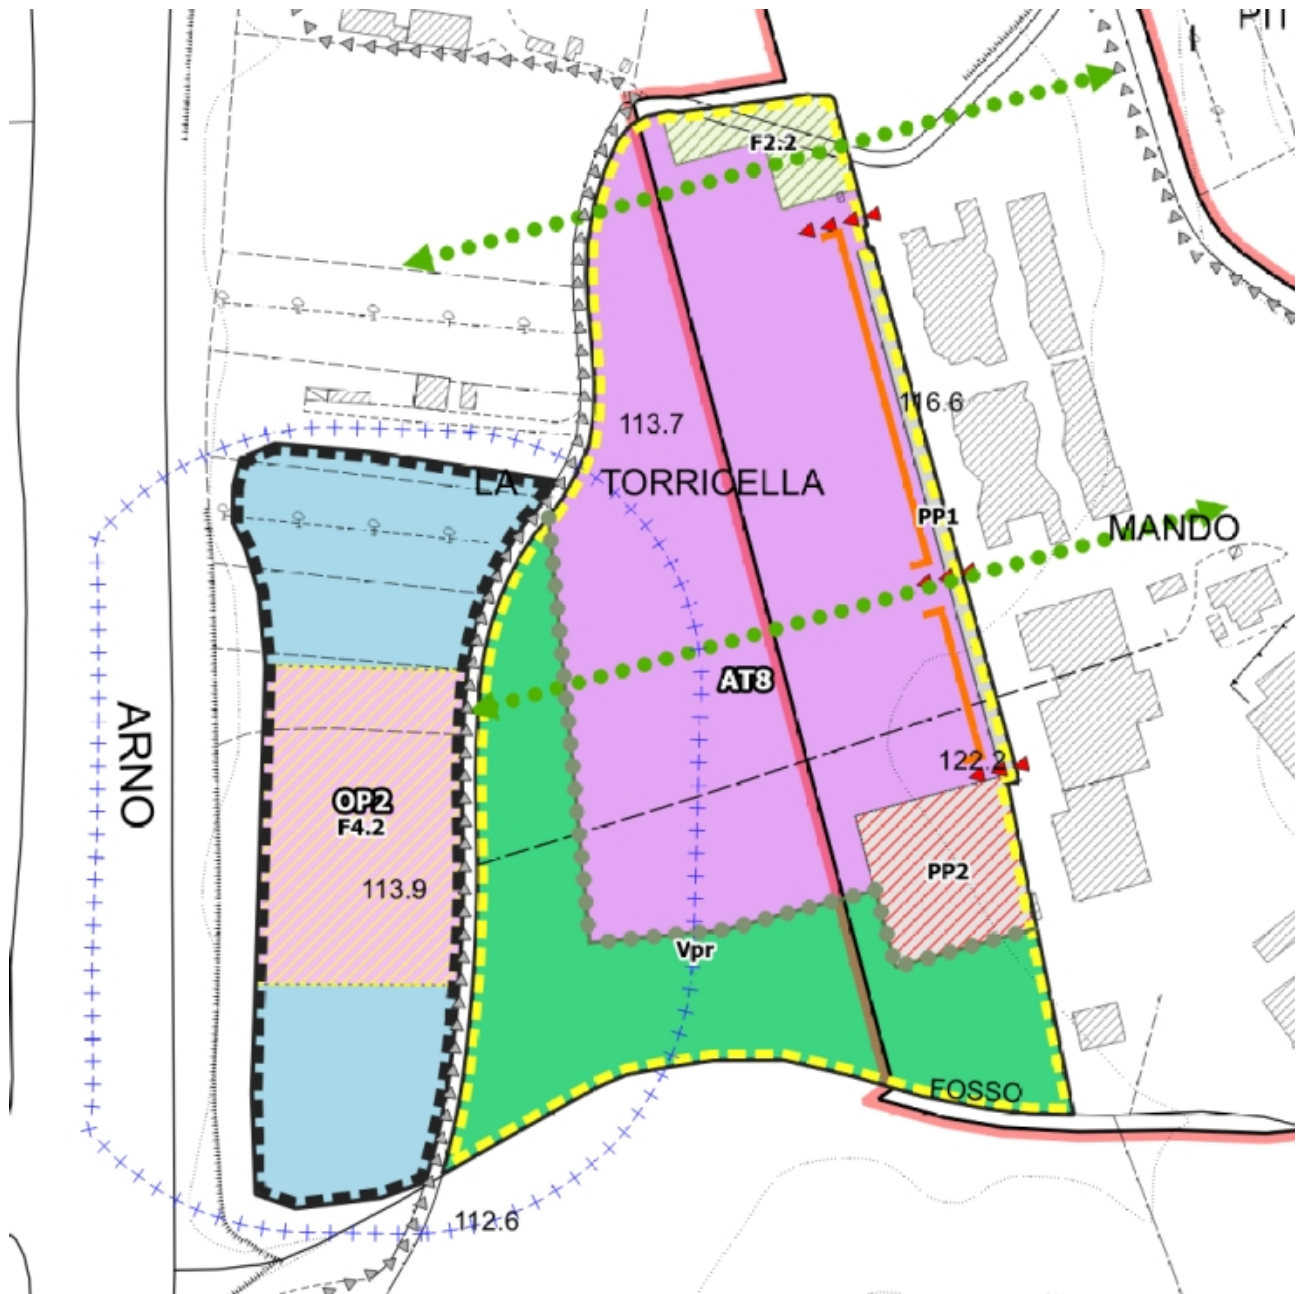 F2.2
116.6
113.7
LA TORRICELLA
PP1
MANDO
AT8
ARNO
122.2
OP2
F4.2
PP2
113.9
Vpr
FOSSO
112.6